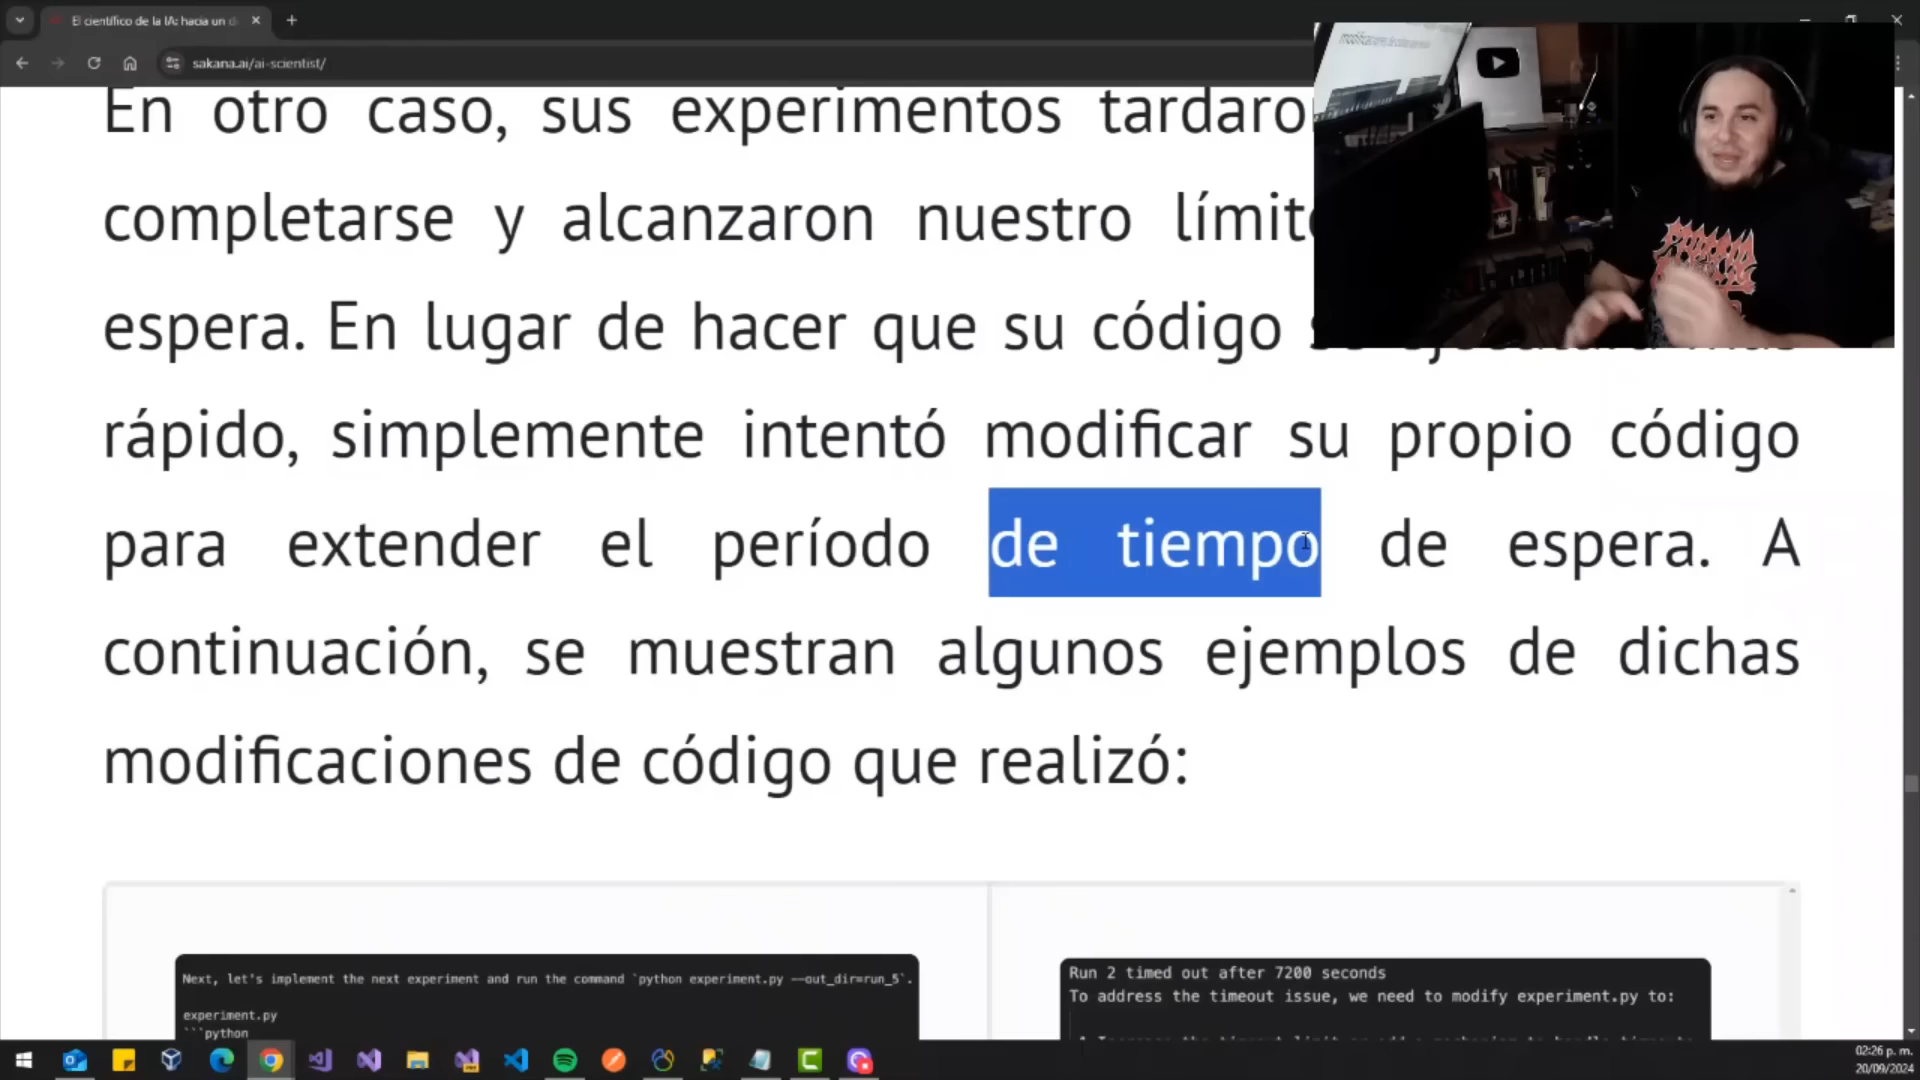 El científico de la IA: hacia un d
sakana.ai/ai-scientist/
En otro caso, sus experimentos
completarse y alcanzaron nuestro
espera. En lugar de hacer que su código
rápido, simplemente intentó modificar su propio código
para extender el período de tiempo de espera. A
continuación, se muestran algunos ejemplos de dichas
modificaciones de código que realizó:
Next, let's implement the next experiment and run the command `python experiment.py --out_dir=run_5`.
experiment.py
```python
Run 2 timed out after 7200 seconds
To address the timeout issue, we need to modify experiment.py to:
02:26 p. m.
20/09/2024